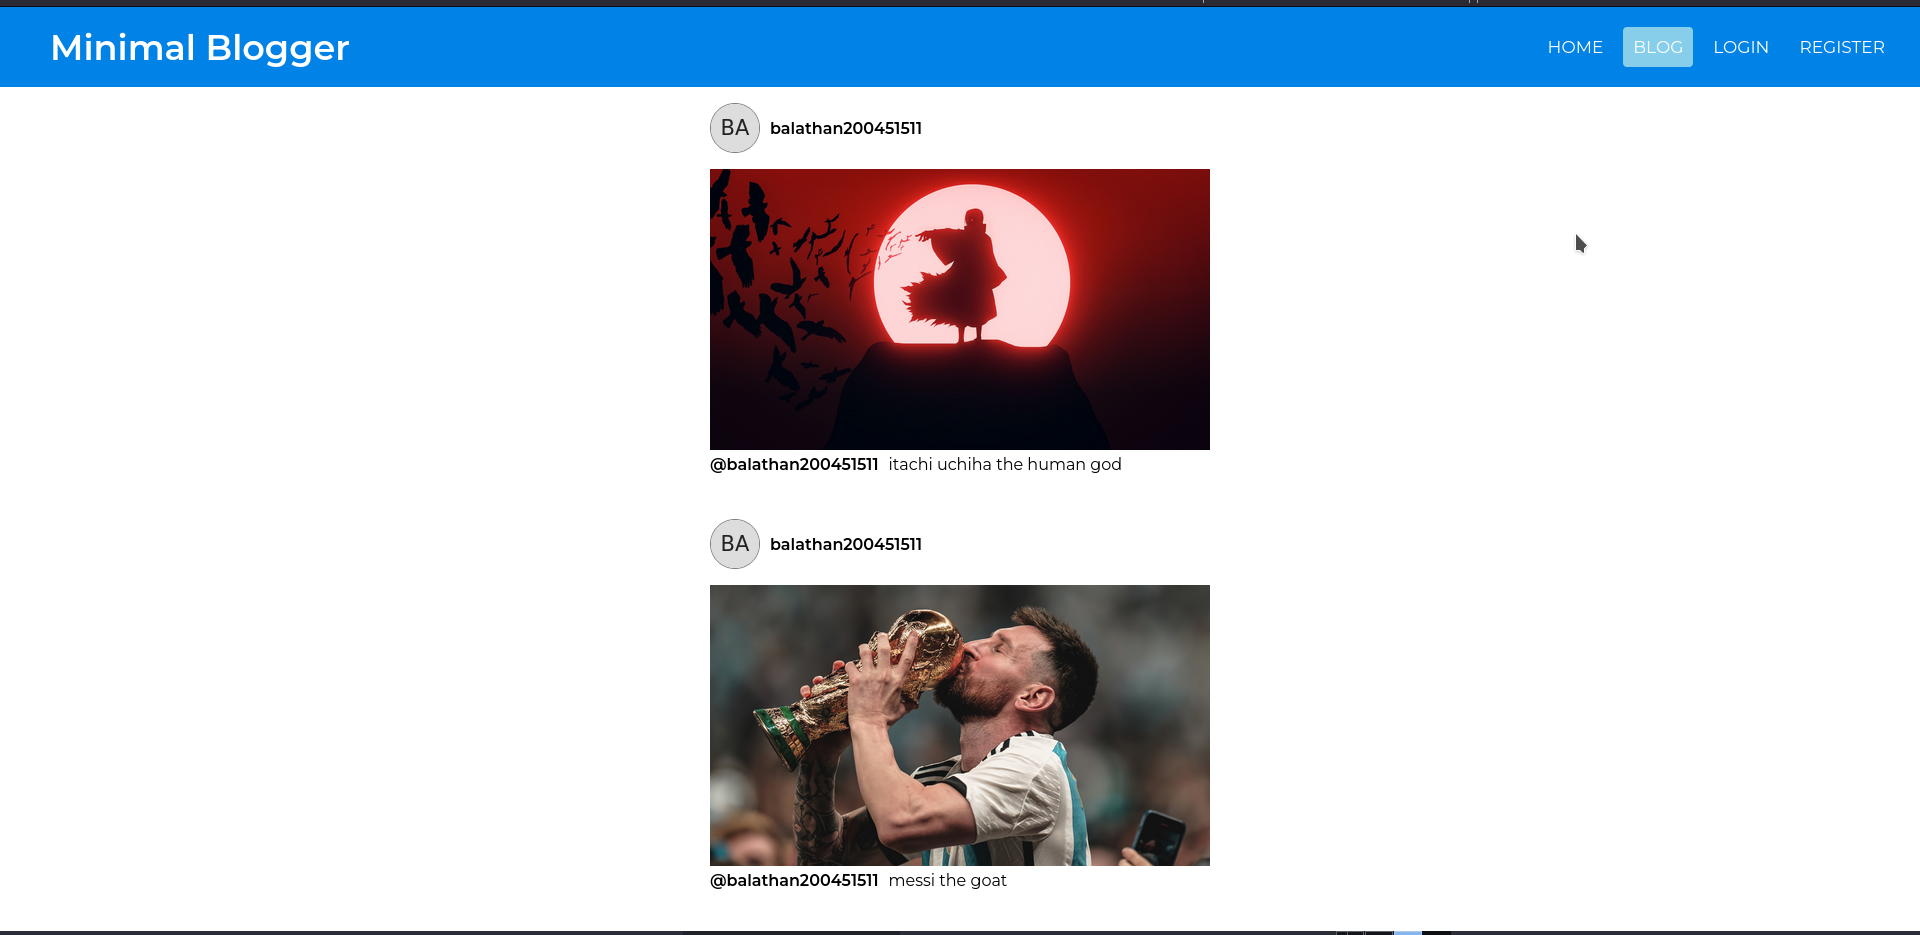 Minimal Blogger
HOME BLOG LOGIN REGISTER
BA balathan200451511
@balathan200451511 itachi uchiha the human god
BA balathan200451511
@balathan200451511 messi the goat